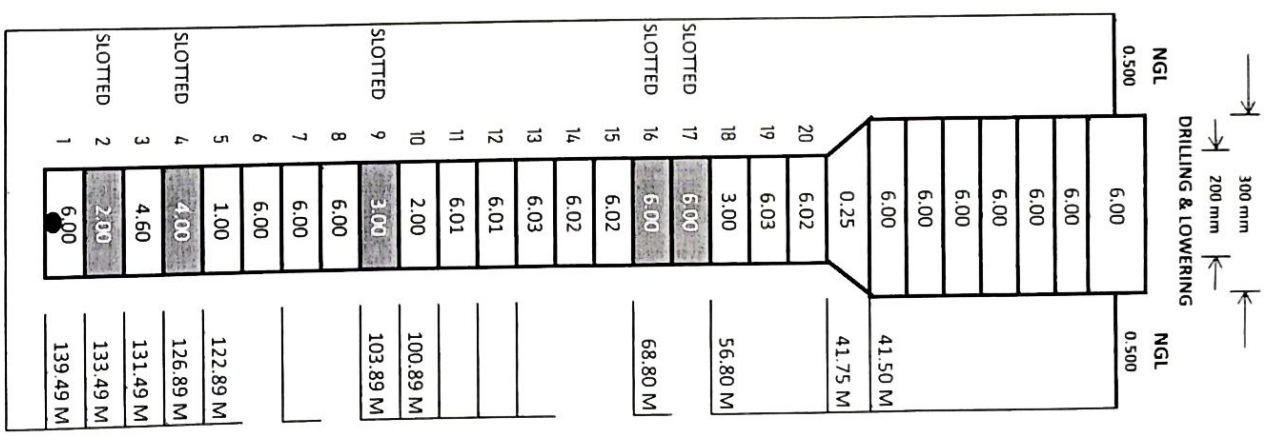 300 mm
200 mm
DRILLING & LOWERING
NGL NGL
0.500 0.500
6.00
6.00
6.00
6.00
6.00
6.00
6.00 41.50 M
0.25 41.75 M
20 6.02
19 6.03
18 3.00 56.80 M
SLOTTED 17 6.00
SLOTTED 16 6.00 68.80 M
15 6.02
14 6.02
13 6.03
12 6.01
11 6.01
10 2.00 100.89 M
SLOTTED 9 3.00 103.89 M
8 6.00
7 6.00
6 6.00
5 1.00 122.89 M
SLOTTED 4 4.00 126.89 M
3 4.60 131.49 M
SLOTTED 2 2.00 133.49 M
1 6.00 139.49 M